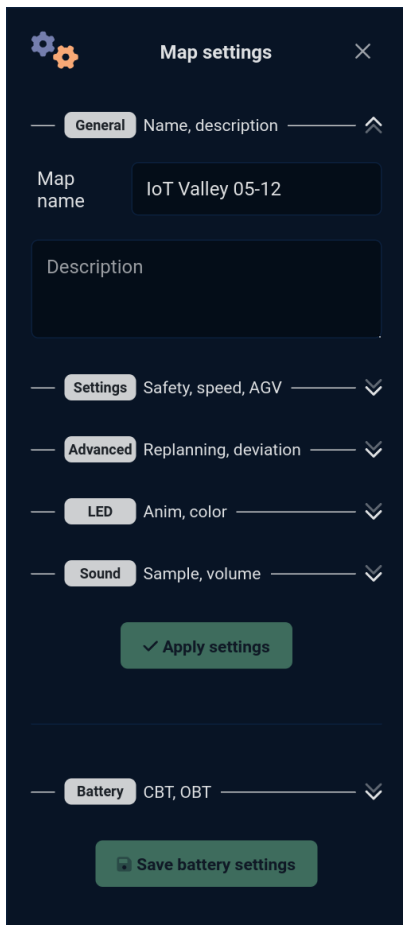 Map settings
General Name, description
Map
name
IoT Valley 05-12
Description
Settings Safety, speed, AGV
Advanced Replanning, deviation
LED Anim, color
Sound Sample, volume
Apply settings
Battery CBT, OBT
Save battery settings